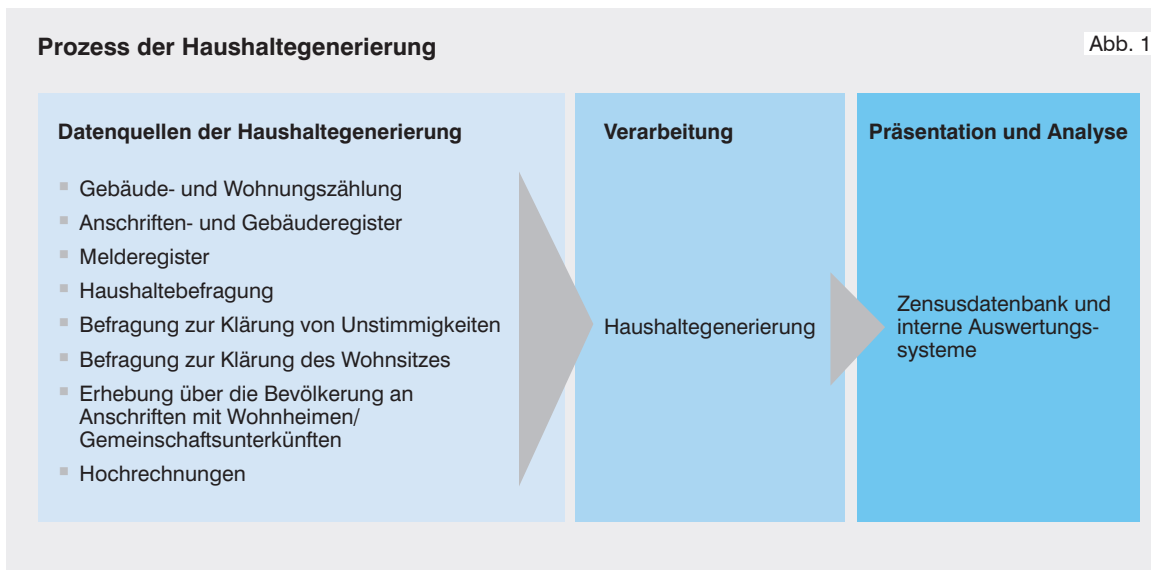 Prozess der Haushaltegenerierung
Abb. 1
Datenquellen der Haushaltegenerierung
Gebäude- und Wohnungszählung
Anschriften- und Gebäuderegister
Melderegister
Haushaltebefragung
Befragung zur Klärung von Unstimmigkeiten
Befragung zur Klärung des Wohnsitzes
Erhebung über die Bevölkerung an
Anschriften mit Wohnheimen/
Gemeinschaftsunterkünften
Hochrechnungen
Verarbeitung
Haushaltegenerierung
Präsentation und Analyse
Zensusdatenbank und
interne Auswertungs-
systeme